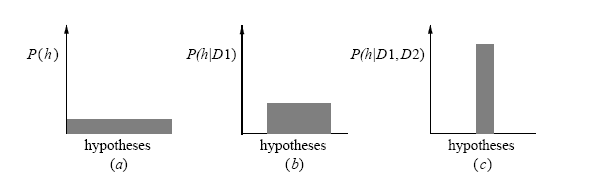 P(h)
P(h|D1)
P(h|D1,D2)
hypotheses
hypotheses
hypotheses
(a)
(b)
(c)